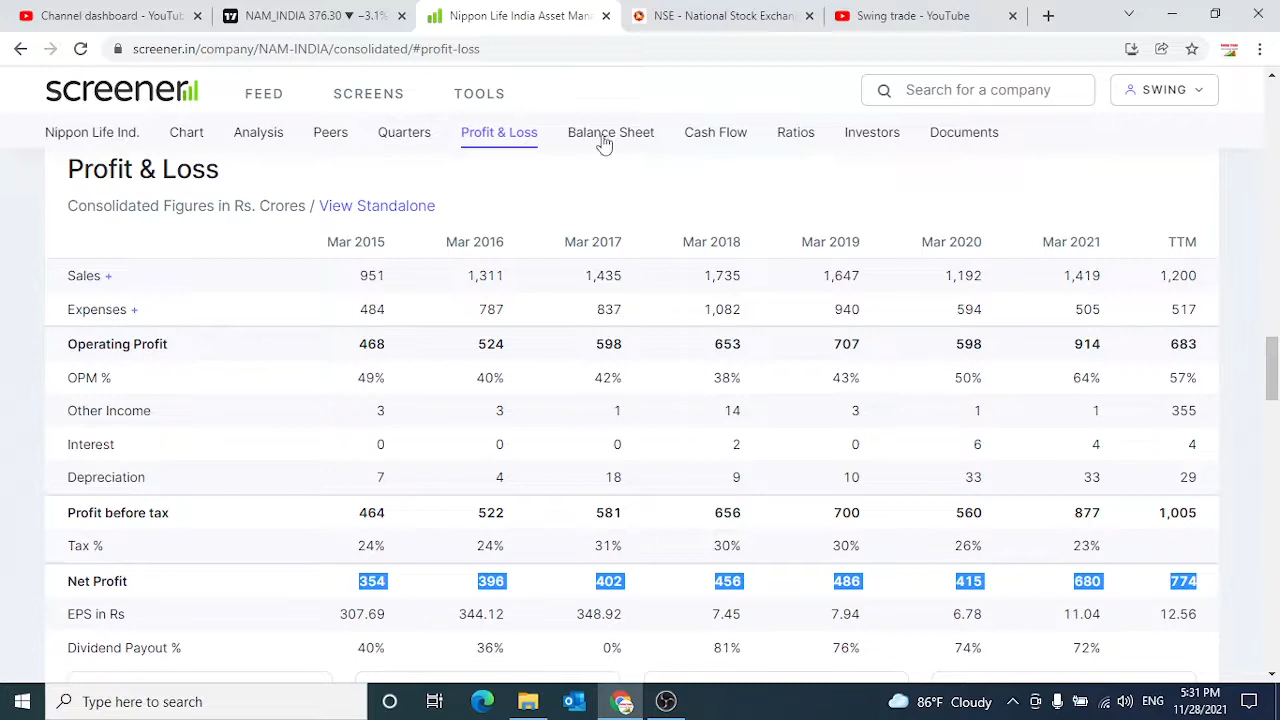 Channel dashboard - YouTub
NAM_INDIA 376.30 ▼ −3.1%
Nippon Life India Asset Man
NSE - National Stock Exchan
Swing trade - YouTube
screener.in/company/NAM-INDIA/consolidated/#profit-loss
screener
FEED SCREENS TOOLS
Search for a company
SWING
Nippon Life Ind. Chart Analysis Peers Quarters Profit & Loss Balance Sheet Cash Flow Ratios Investors Documents
Profit & Loss
Consolidated Figures in Rs. Crores / View Standalone
Mar 2015 Mar 2016 Mar 2017 Mar 2018 Mar 2019 Mar 2020 Mar 2021 TTM
Sales + 951 1,311 1,435 1,735 1,647 1,192 1,419 1,200
Expenses + 484 787 837 1,082 940 594 505 517
Operating Profit 468 524 598 653 707 598 914 683
OPM % 49% 40% 42% 38% 43% 50% 64% 57%
Other Income 3 3 1 14 3 1 1 355
Interest 0 0 0 2 0 6 4 4
Depreciation 7 4 18 9 10 33 33 29
Profit before tax 464 522 581 656 700 560 877 1,005
Tax % 24% 24% 31% 30% 30% 26% 23%
Net Profit 354 396 402 456 486 415 680 774
EPS in Rs 307.69 344.12 348.92 7.45 7.94 6.78 11.04 12.56
Dividend Payout % 40% 36% 0% 81% 76% 74% 72%
Type here to search
86°F Cloudy
ENG
5:31 PM
11/28/2021